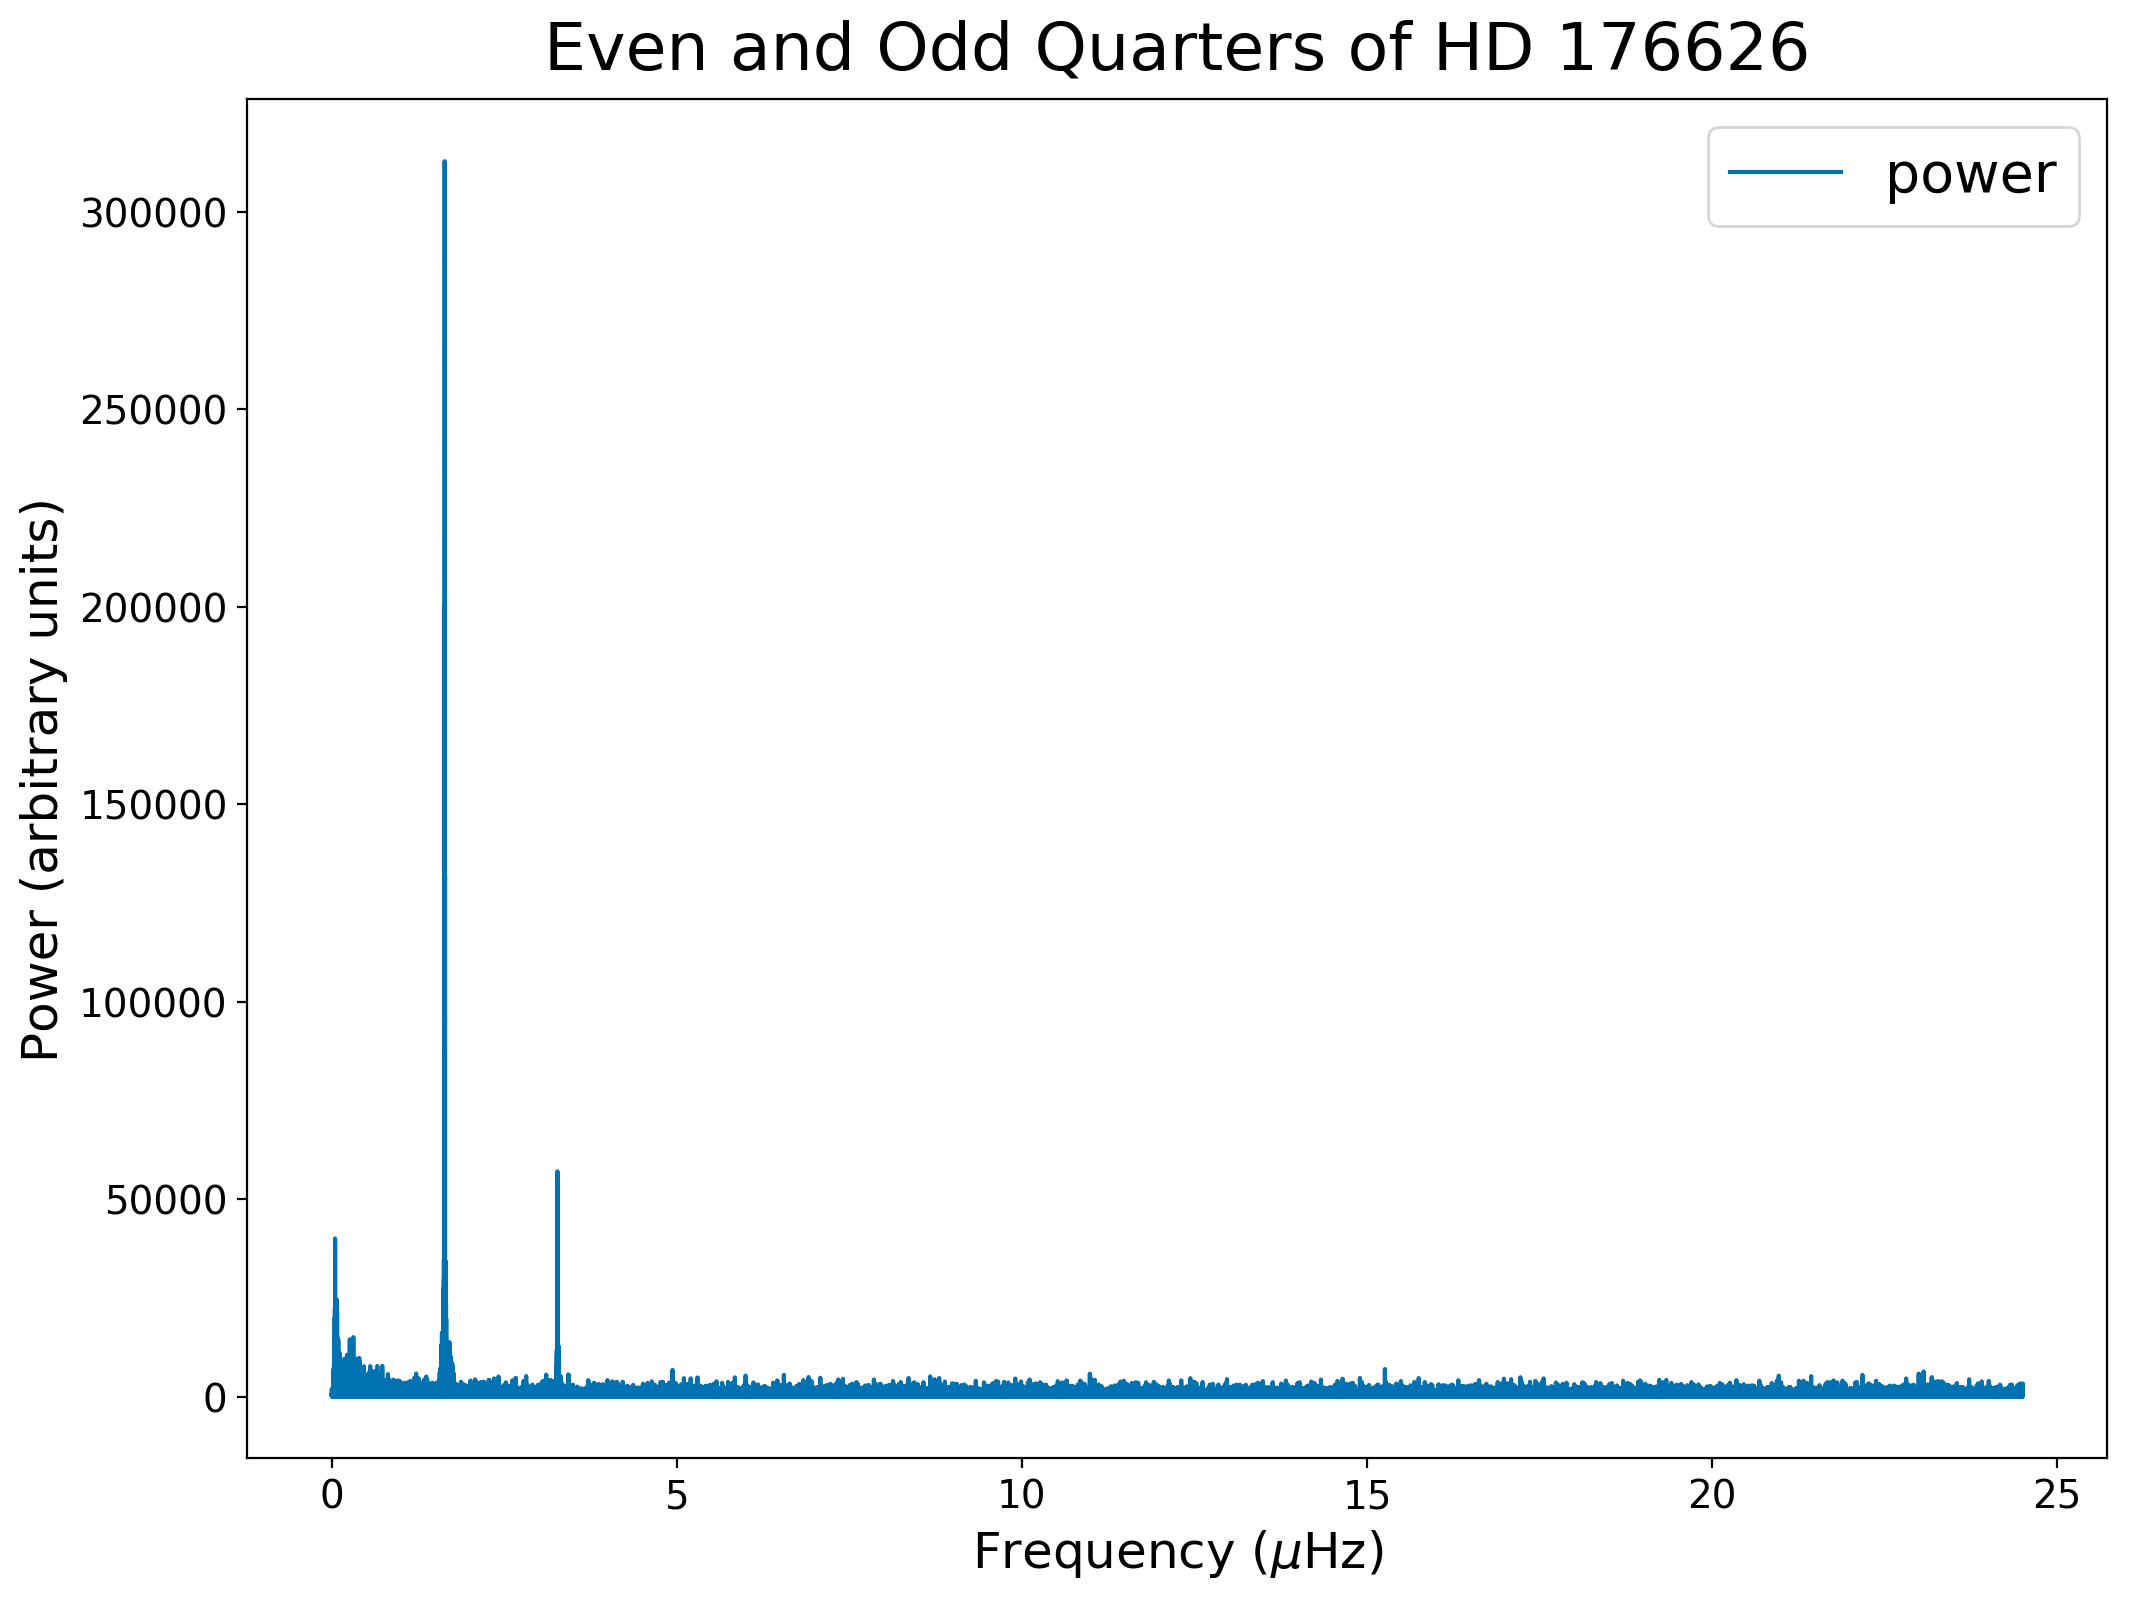 Even and Odd Quarters of HD 176626
power
300000
250000
200000
150000
100000
50000
0
Power (arbitrary units)
0 5 10 15 20 25
Frequency (μHz)